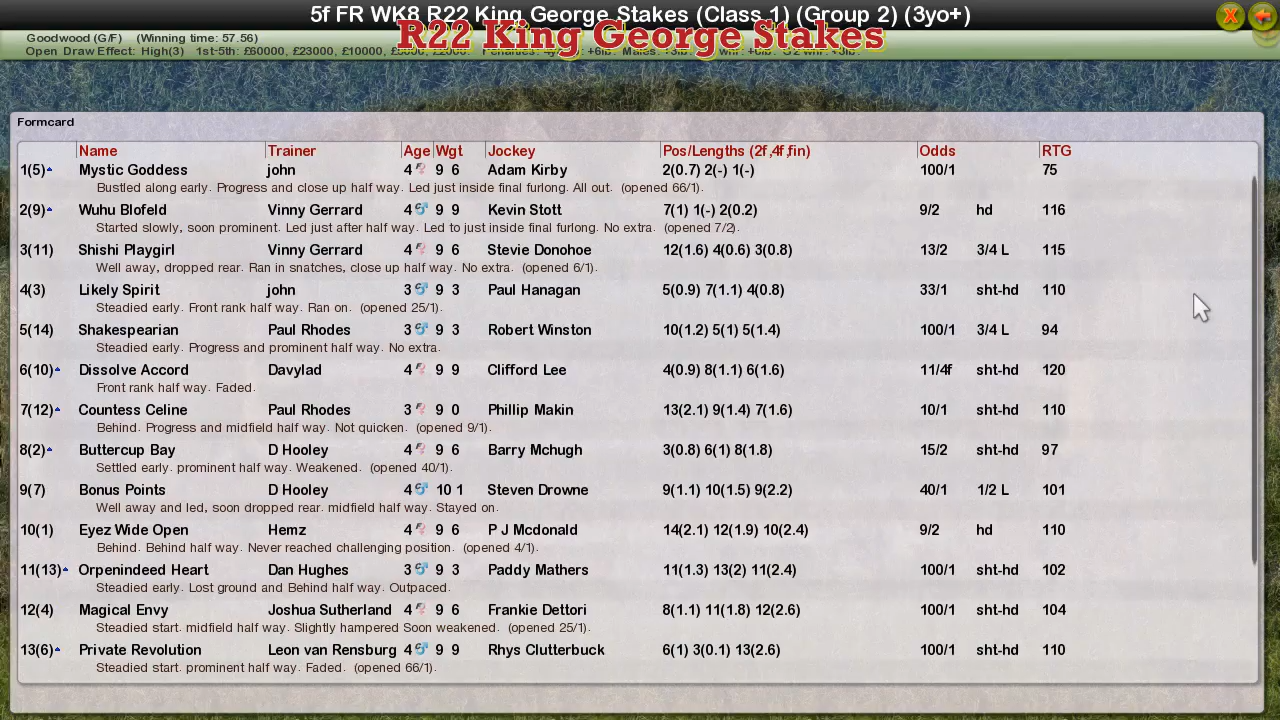 5f FR WK8 R22 King George Stakes (Class 1) (Group 2) (3yo+)
R22 King George Stakes
Goodwood (G/F) (Winning time: 57.56)
Open Draw Effect: High(3) 1st-5th: £60000, £23000, £10000,
Formcard
Name Trainer Age Wgt Jockey Pos/Lengths (2f,4f,fin) Odds RTG
1(5) Mystic Goddess john 4 9 6 Adam Kirby 2(0.7) 2(-) 1(-) 100/1 75
Bustled along early. Progress and close up half way. Led just inside final furlong. All out. (opened 66/1).
2(9) Wuhu Blofeld Vinny Gerrard 4 9 9 Kevin Stott 7(1) 1(-) 2(0.2) 9/2 hd 116
Started slowly, soon prominent. Led just after half way. Led to just inside final furlong. No extra. (opened 7/2).
3(11) Shishi Playgirl Vinny Gerrard 4 9 6 Stevie Donohoe 12(1.6) 4(0.6) 3(0.8) 13/2 3/4 L 115
Well away, dropped rear. Ran in snatches, close up half way. No extra. (opened 6/1).
4(3) Likely Spirit john 3 9 3 Paul Hanagan 5(0.9) 7(1.1) 4(0.8) 33/1 sht-hd 110
Steadied early. Front rank half way. Ran on. (opened 25/1).
5(14) Shakespearian Paul Rhodes 3 9 3 Robert Winston 10(1.2) 5(1) 5(1.4) 100/1 3/4 L 94
Steadied early. Progress and prominent half way. No extra.
6(10) Dissolve Accord Davylad 4 9 9 Clifford Lee 4(0.9) 8(1.1) 6(1.6) 11/4f sht-hd 120
Front rank half way. Faded.
7(12) Countess Celine Paul Rhodes 3 9 0 Phillip Makin 13(2.1) 9(1.4) 7(1.6) 10/1 sht-hd 110
Behind. Progress and midfield half way. Not quicken. (opened 9/1).
8(2) Buttercup Bay D Hooley 4 9 6 Barry Mchugh 3(0.8) 6(1) 8(1.8) 15/2 sht-hd 97
Settled early. prominent half way. Weakened. (opened 40/1).
9(7) Bonus Points D Hooley 4 10 1 Steven Drowne 9(1.1) 10(1.5) 9(2.2) 40/1 1/2 L 101
Well away and led, soon dropped rear. midfield half way. Stayed on.
10(1) Eyez Wide Open Hemz 4 9 6 P J Mcdonald 14(2.1) 12(1.9) 10(2.4) 9/2 hd 110
Behind. Behind half way. Never reached challenging position. (opened 4/1).
11(13) Orpenindeed Heart Dan Hughes 3 9 3 Paddy Mathers 11(1.3) 13(2) 11(2.4) 100/1 sht-hd 102
Steadied early. Lost ground and Behind half way. Outpaced.
12(4) Magical Envy Joshua Sutherland 4 9 6 Frankie Dettori 8(1.1) 11(1.8) 12(2.6) 100/1 sht-hd 104
Steadied start. midfield half way. Slightly hampered Soon weakened. (opened 25/1).
13(6) Private Revolution Leon van Rensburg 4 9 9 Rhys Clutterbuck 6(1) 3(0.1) 13(2.6) 100/1 sht-hd 110
Steadied start. prominent half way. Faded. (opened 66/1).